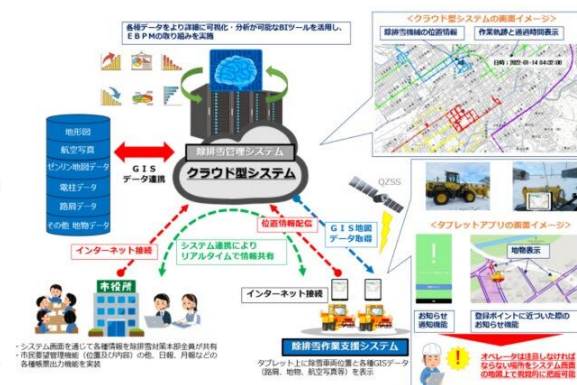 各種データをより詳細に可視化・分析が可能なBIツールを活用し、
EBPMの取り組みを実施
<クラウド型システムの画面イメージ>
除排雪機械の位置情報
作業軌跡と通過時間表示
日時:2022-01-14 04:32:00
地形図
航空写真
ゼンリン地図データ
電柱データ
路肩データ
その他 地物データ
GIS
データ連携
除排雪管理システム
クラウド型システム
QZSS
インターネット接続
システム連携により
リアルタイムで情報共有
位置情報配信
GIS地図
データ取得
<タブレットアプリの画面イメージ>
地物表示
お知らせ
通知機能
登録ポイントに近づいた際の
お知らせ機能
市役所
インターネット接続
除排雪作業支援システム
・システム画面を通じて各種情報を除排雪対策本部全員が共有
・市民要望管理機能(位置及び内容)の他、日報、月報などの
各種帳票出力機能を実装
タブレット上に除雪車両位置と各種GISデータ
(路肩、地物、航空写真等)を表示
オペレータは注意しなければ
ならない場所をシステム画面
の地図上で視覚的に把握可能